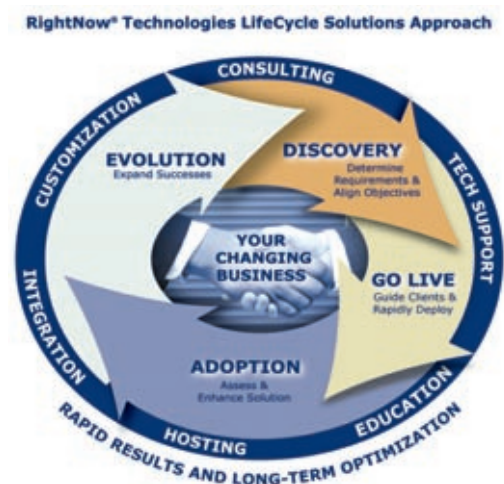 RightNow® Technologies LifeCycle Solutions Approach
CONSULTING
TECH SUPPORT
EDUCATION
HOSTING
INTEGRATION
CUSTOMIZATION
DISCOVERY
Determine
Requirements &
Align Objectives
GO LIVE
Guide Clients &
Rapidly Deploy
ADOPTION
Assess &
Enhance Solution
EVOLUTION
Expand Successes
YOUR
CHANGING
BUSINESS
RAPID RESULTS AND LONG-TERM OPTIMIZATION